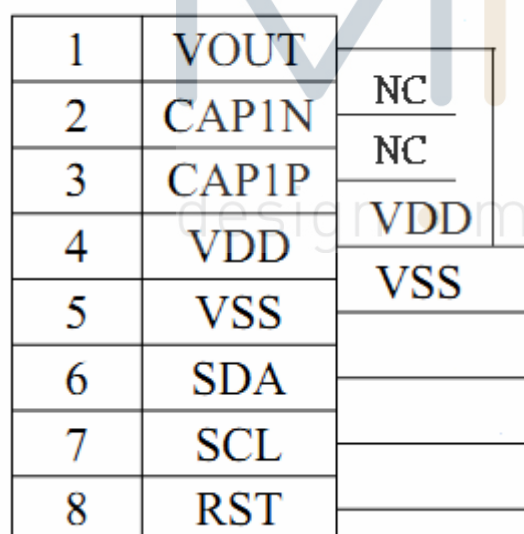 1 VOUT
NC
2 CAP1N
NC
3 CAP1P
VDD
4 VDD
VSS
5 VSS
6 SDA
7 SCL
8 RST